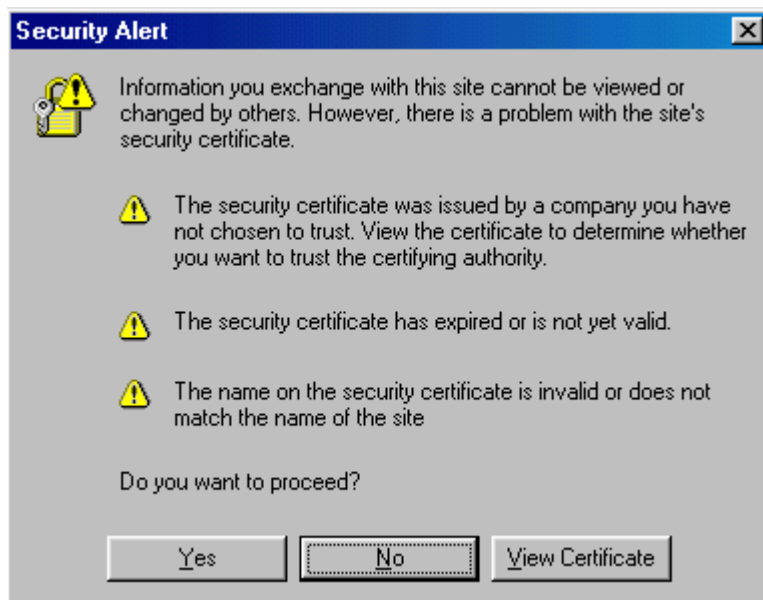 Security Alert
Information you exchange with this site cannot be viewed or
changed by others. However, there is a problem with the site's
security certificate.
The security certificate was issued by a company you have
not chosen to trust. View the certificate to determine whether
you want to trust the certifying authority.
The security certificate has expired or is not yet valid.
The name on the security certificate is invalid or does not
match the name of the site
Do you want to proceed?
Yes No View Certificate